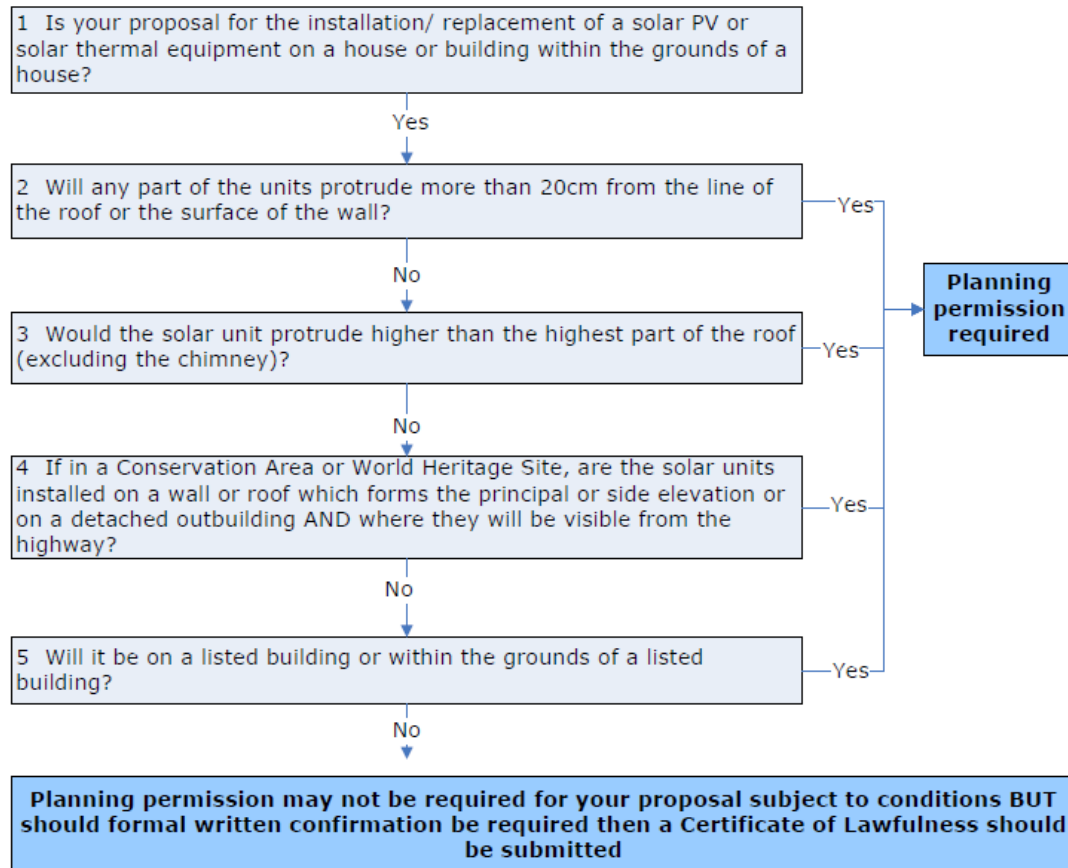 1 Is your proposal for the installation/ replacement of a solar PV or
solar thermal equipment on a house or building within the grounds of a
house?
Yes
2 Will any part of the units protrude more than 20cm from the line of
the roof or the surface of the wall?
Yes
No
Planning
permission
required
3 Would the solar unit protrude higher than the highest part of the roof
(excluding the chimney)?
Yes
No
4 If in a Conservation Area or World Heritage Site, are the solar units
installed on a wall or roof which forms the principal or side elevation or
on a detached outbuilding AND where they will be visible from the
highway?
Yes
No
5 Will it be on a listed building or within the grounds of a listed
building?
Yes
No
Planning permission may not be required for your proposal subject to conditions BUT
should formal written confirmation be required then a Certificate of Lawfulness should
be submitted